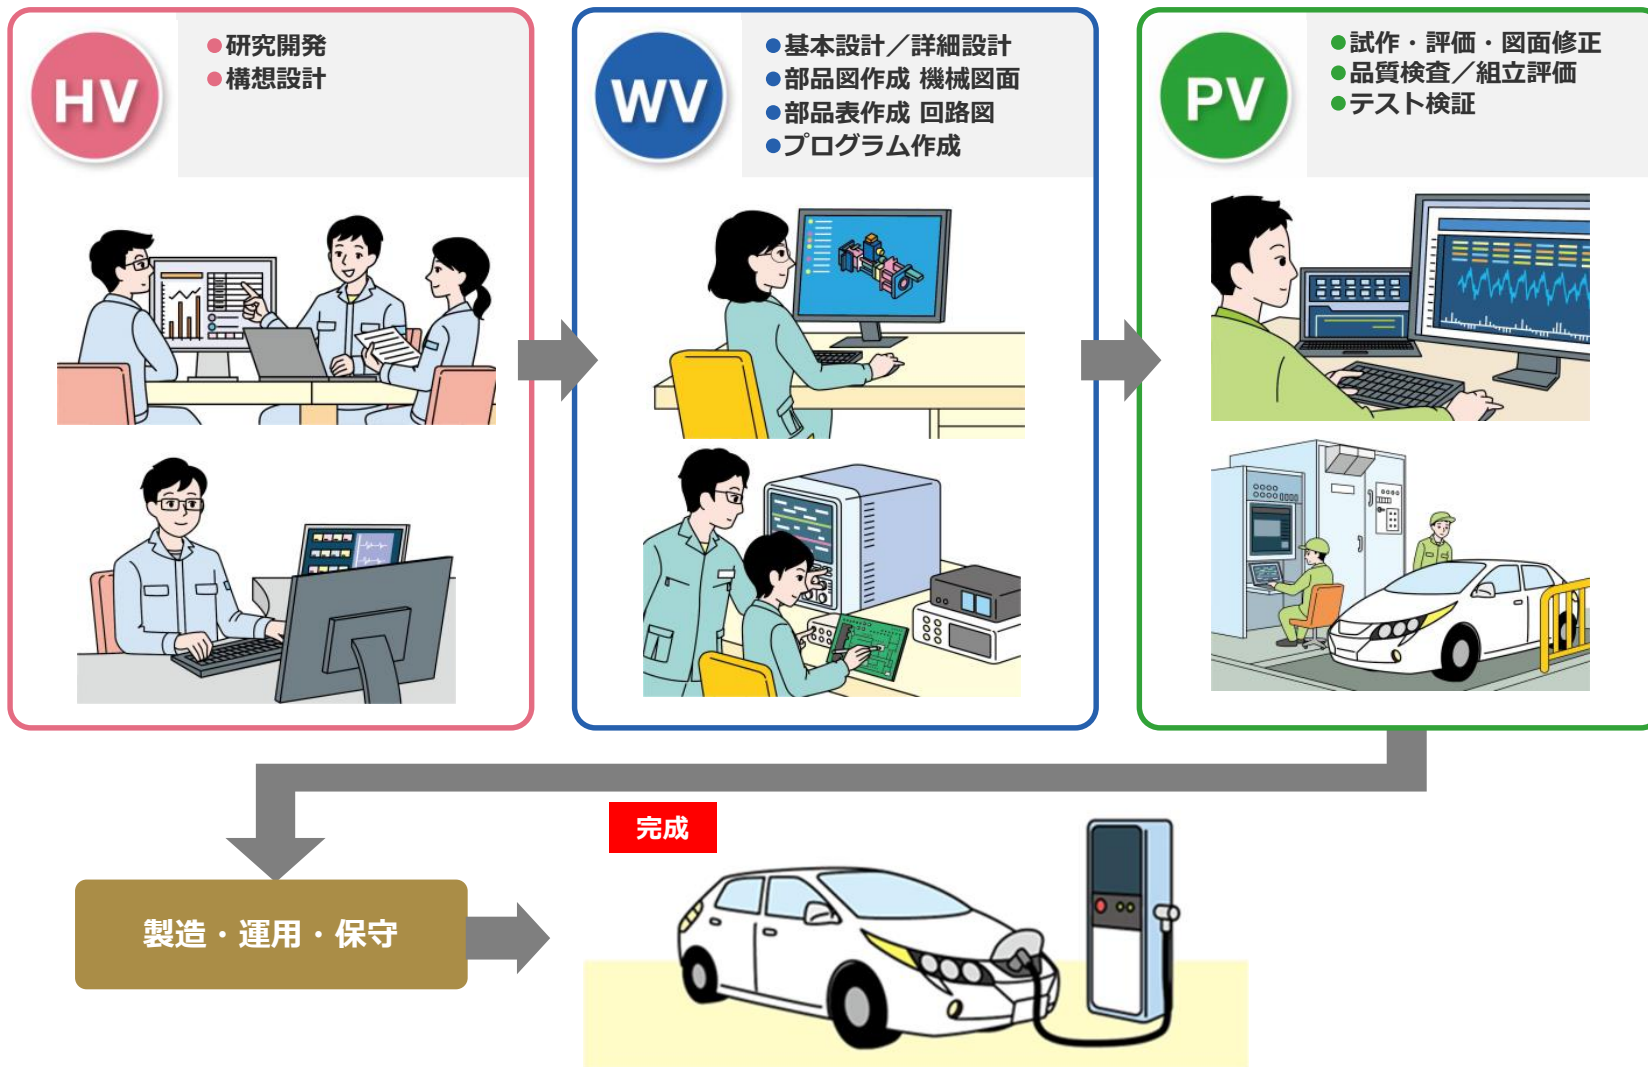 HV
●研究開発
●構想設計
WV
●基本設計／詳細設計
●部品図作成 機械図面
●部品表作成 回路図
●プログラム作成
PV
●試作・評価・図面修正
●品質検査／組立評価
●テスト検証
製造・運用・保守
完成